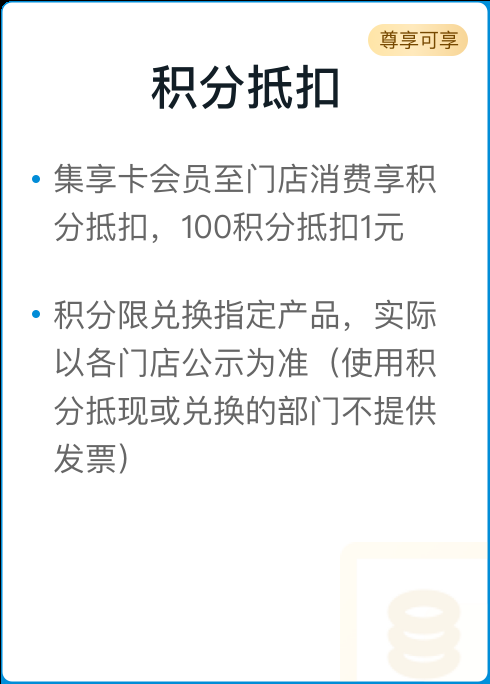 尊享可享
积分抵扣
集享卡会员至门店消费享积
分抵扣，100积分抵扣1元
积分限兑换指定产品，实际
以各门店公示为准（使用积
分抵现或兑换的部门不提供
发票）